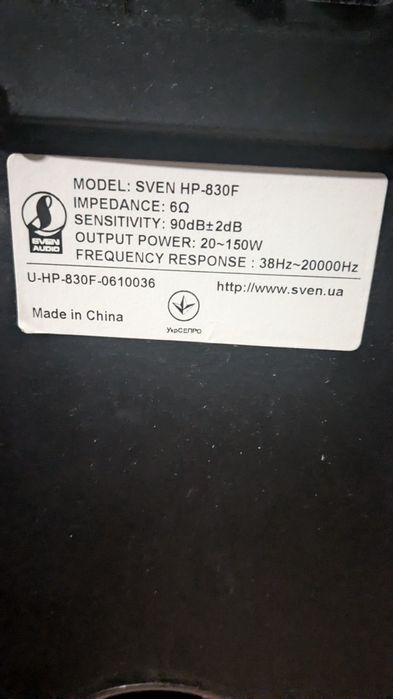 MODEL: SVEN HP-830F
IMPEDANCE: 6Ω
SENSITIVITY: 90dB±2dB
OUTPUT POWER: 20~150W
FREQUENCY RESPONSE : 38Hz~20000Hz
SVEN
AUDIO
U-HP-830F-0610036
http://www.sven.ua
Made in China
УкрСЕПРО